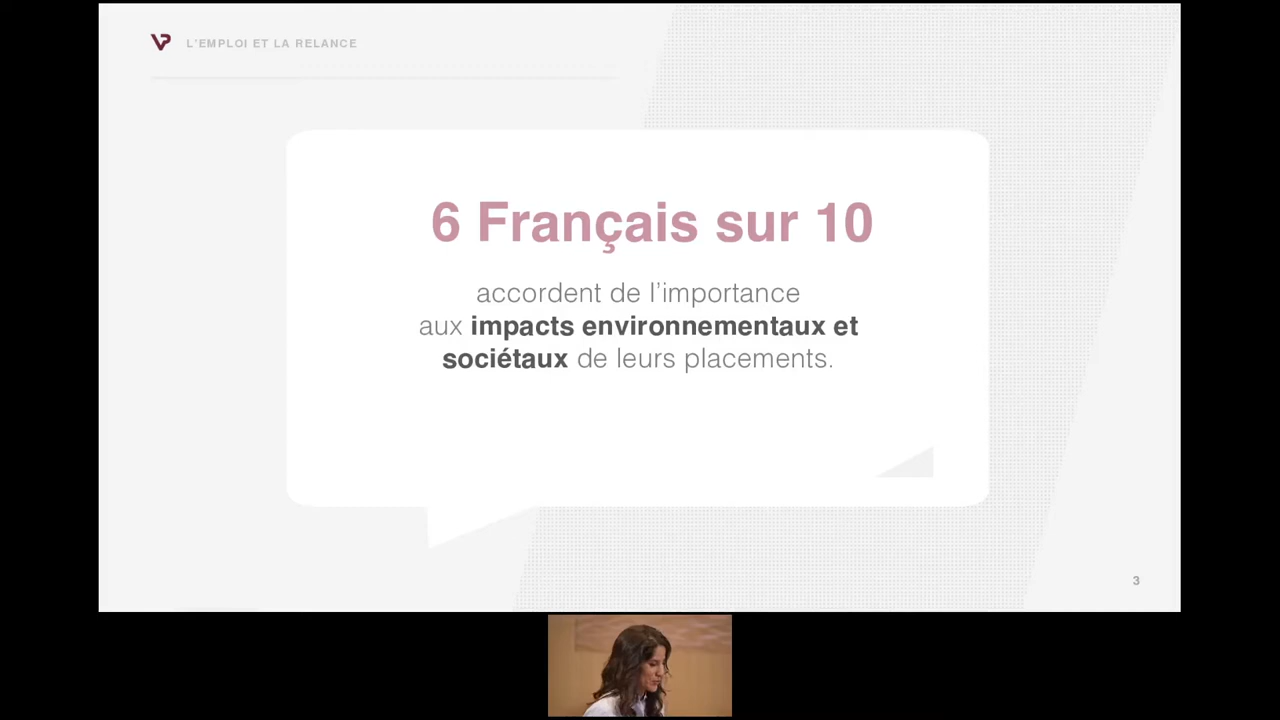 VP L'EMPLOI ET LA RELANCE
6 Français sur 10
accordent de l'importance
aux impacts environnementaux et
sociétaux de leurs placements.
3